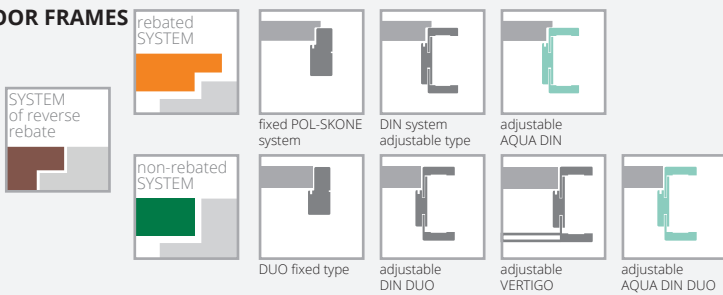 OOR FRAMES
rebated
SYSTEM
fixed POL-SKONE
system
DIN system
adjustable type
adjustable
AQUA DIN
SYSTEM
of reverse
rebate
non-rebated
SYSTEM
DUO fixed type
adjustable
DIN DUO
adjustable
VERTIGO
adjustable
AQUA DIN DUO